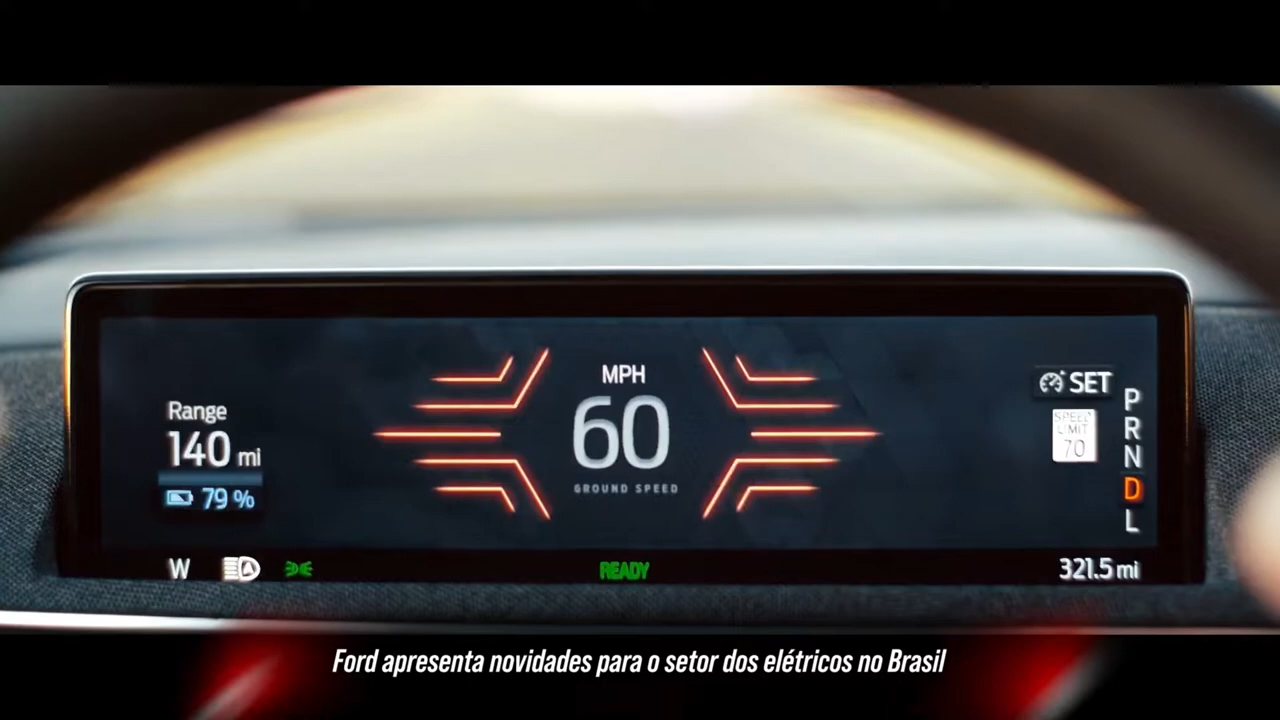 MPH
60
GROUND SPEED
Range
140 mi
79 %
SET
SPEED
LIMIT
70
P
R
N
D
L
W
READY
321.5 mi
Ford apresenta novidades para o setor dos elétricos no Brasil